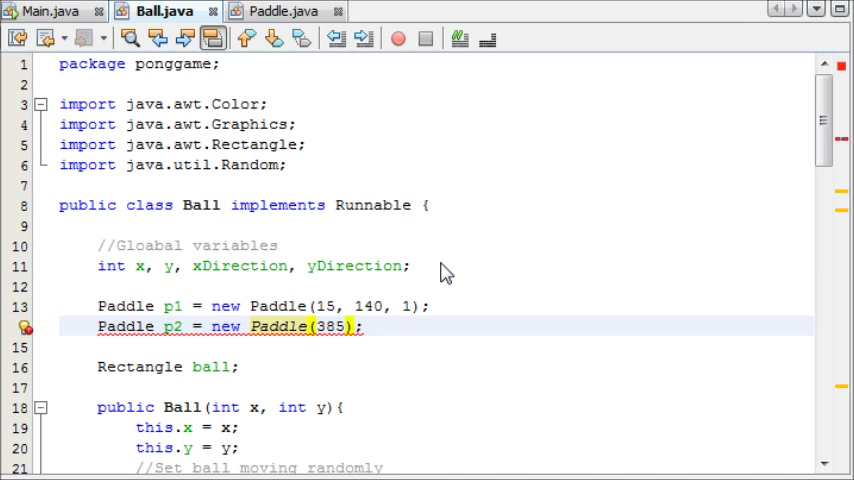 Main.java Ball.java Paddle.java
1 package ponggame;
2
3 import java.awt.Color;
4 import java.awt.Graphics;
5 import java.awt.Rectangle;
6 import java.util.Random;
7
8 public class Ball implements Runnable {
9
10 //Gloabal variables
11 int x, y, xDirection, yDirection;
12
13 Paddle p1 = new Paddle(15, 140, 1);
Paddle p2 = new Paddle(385);
15
16 Rectangle ball;
17
18 public Ball(int x, int y){
19 this.x = x;
20 this.y = y;
21 //Set ball moving randomly